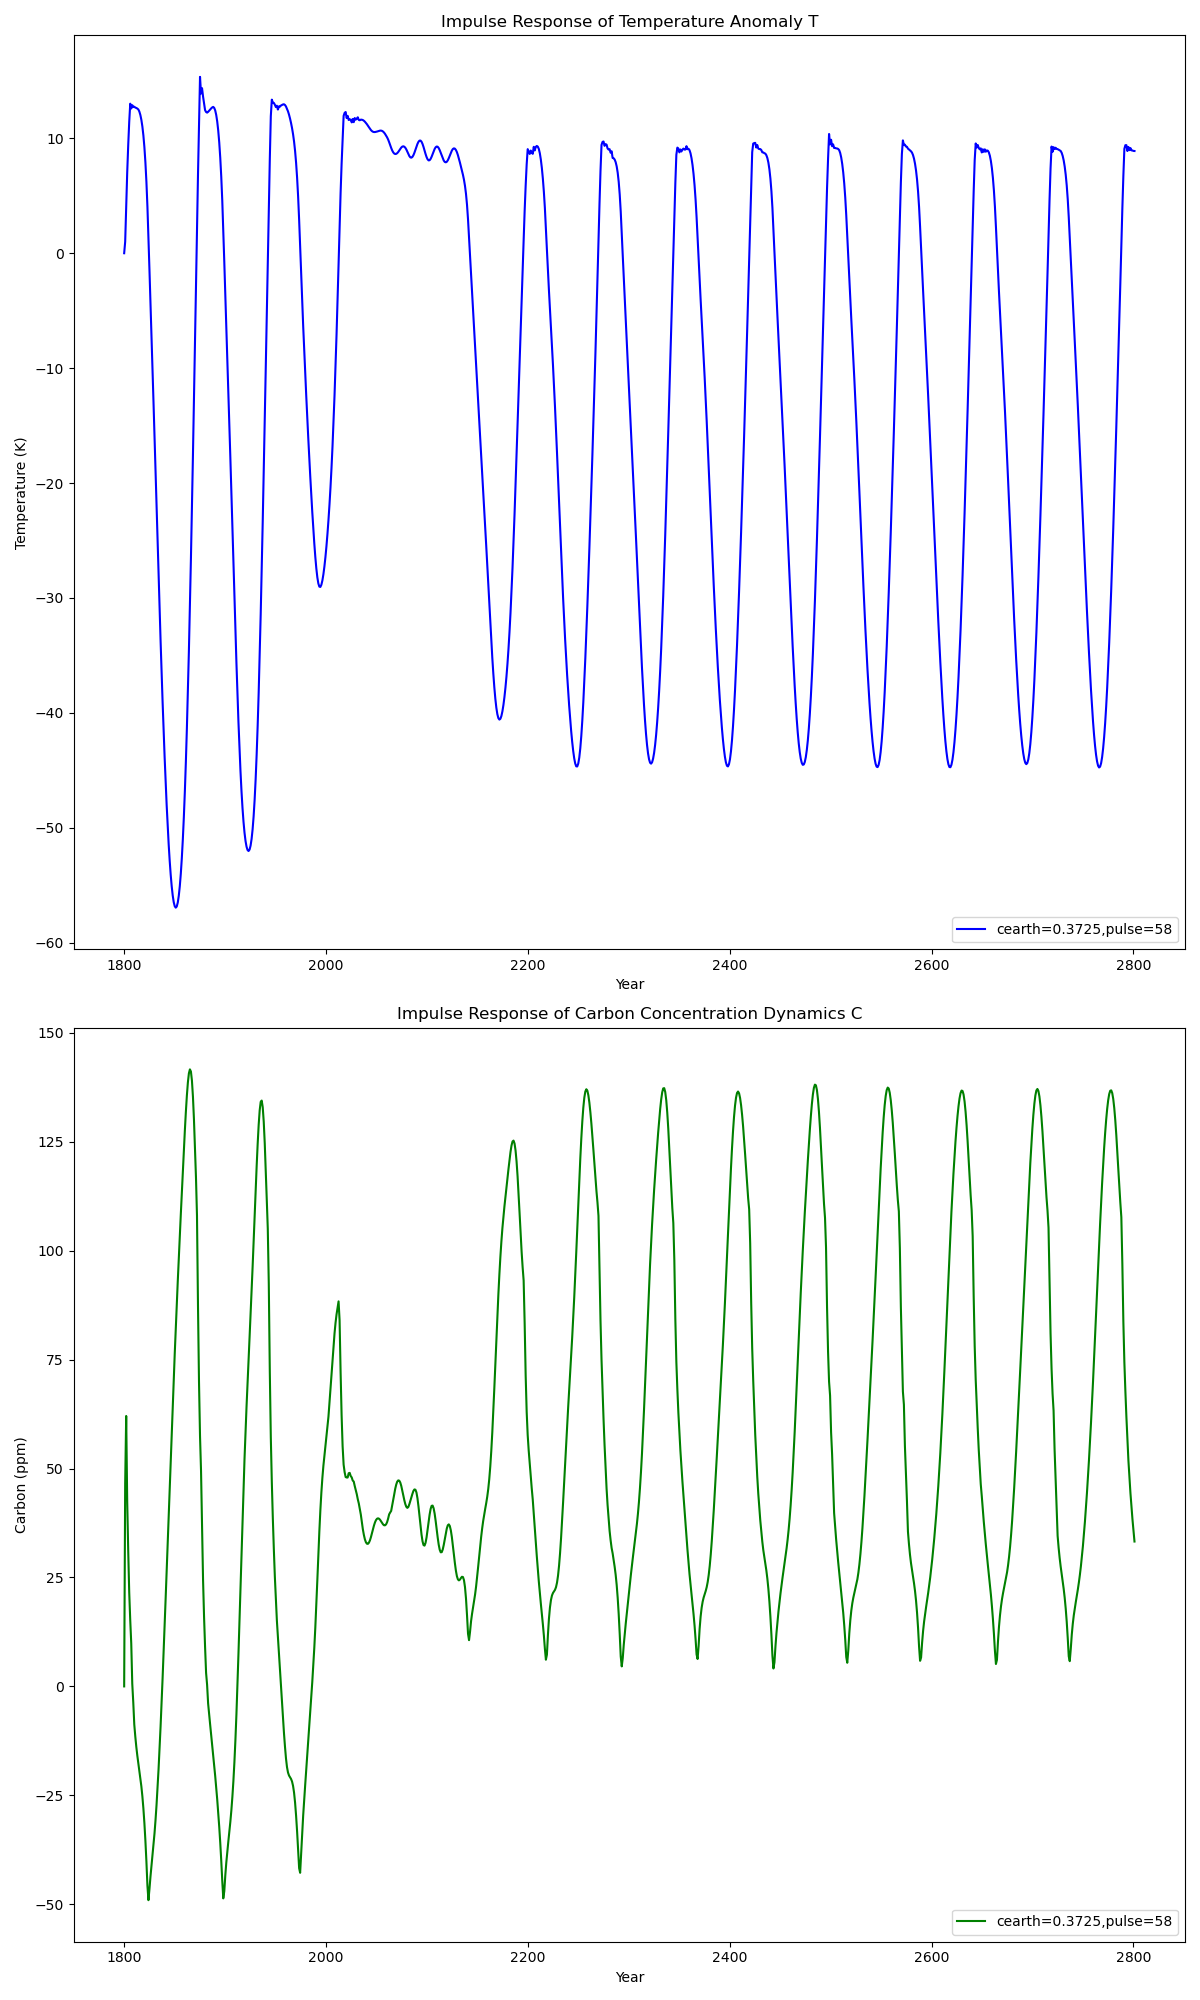 Impulse Response of Temperature Anomaly T
Temperature (K)
10
0
−10
−20
−30
−40
−50
−60
cearth=0.3725,pulse=58
1800 2000 2200 2400 2600 2800
Year
Impulse Response of Carbon Concentration Dynamics C
Carbon (ppm)
150
125
100
75
50
25
0
−25
−50
cearth=0.3725,pulse=58
1800 2000 2200 2400 2600 2800
Year